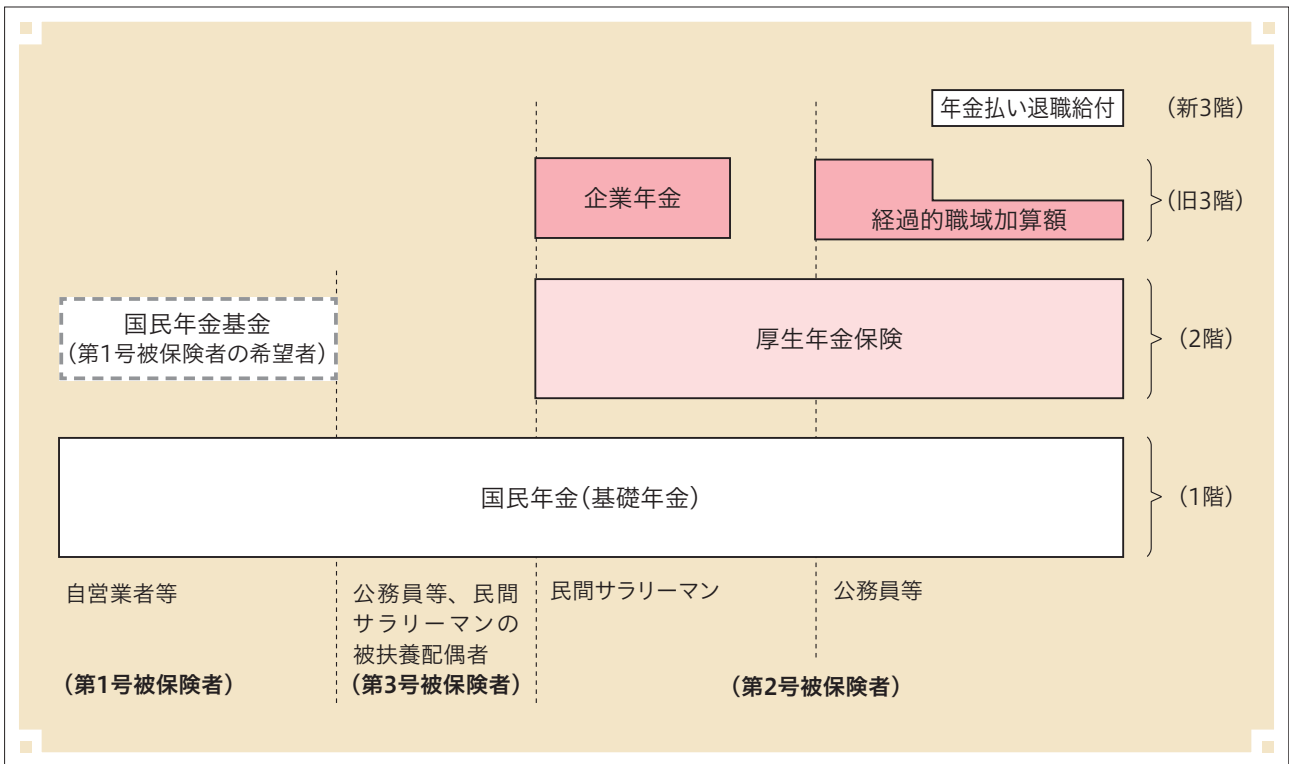 年金払い退職給付
(新3階)
企業年金
経過的職域加算額
(旧3階)
国民年金基金
(第1号被保険者の希望者)
厚生年金保険
(2階)
国民年金(基礎年金)
(1階)
自営業者等
(第1号被保険者)
公務員等、民間
サラリーマンの
被扶養配偶者
(第3号被保険者)
民間サラリーマン
公務員等
(第2号被保険者)